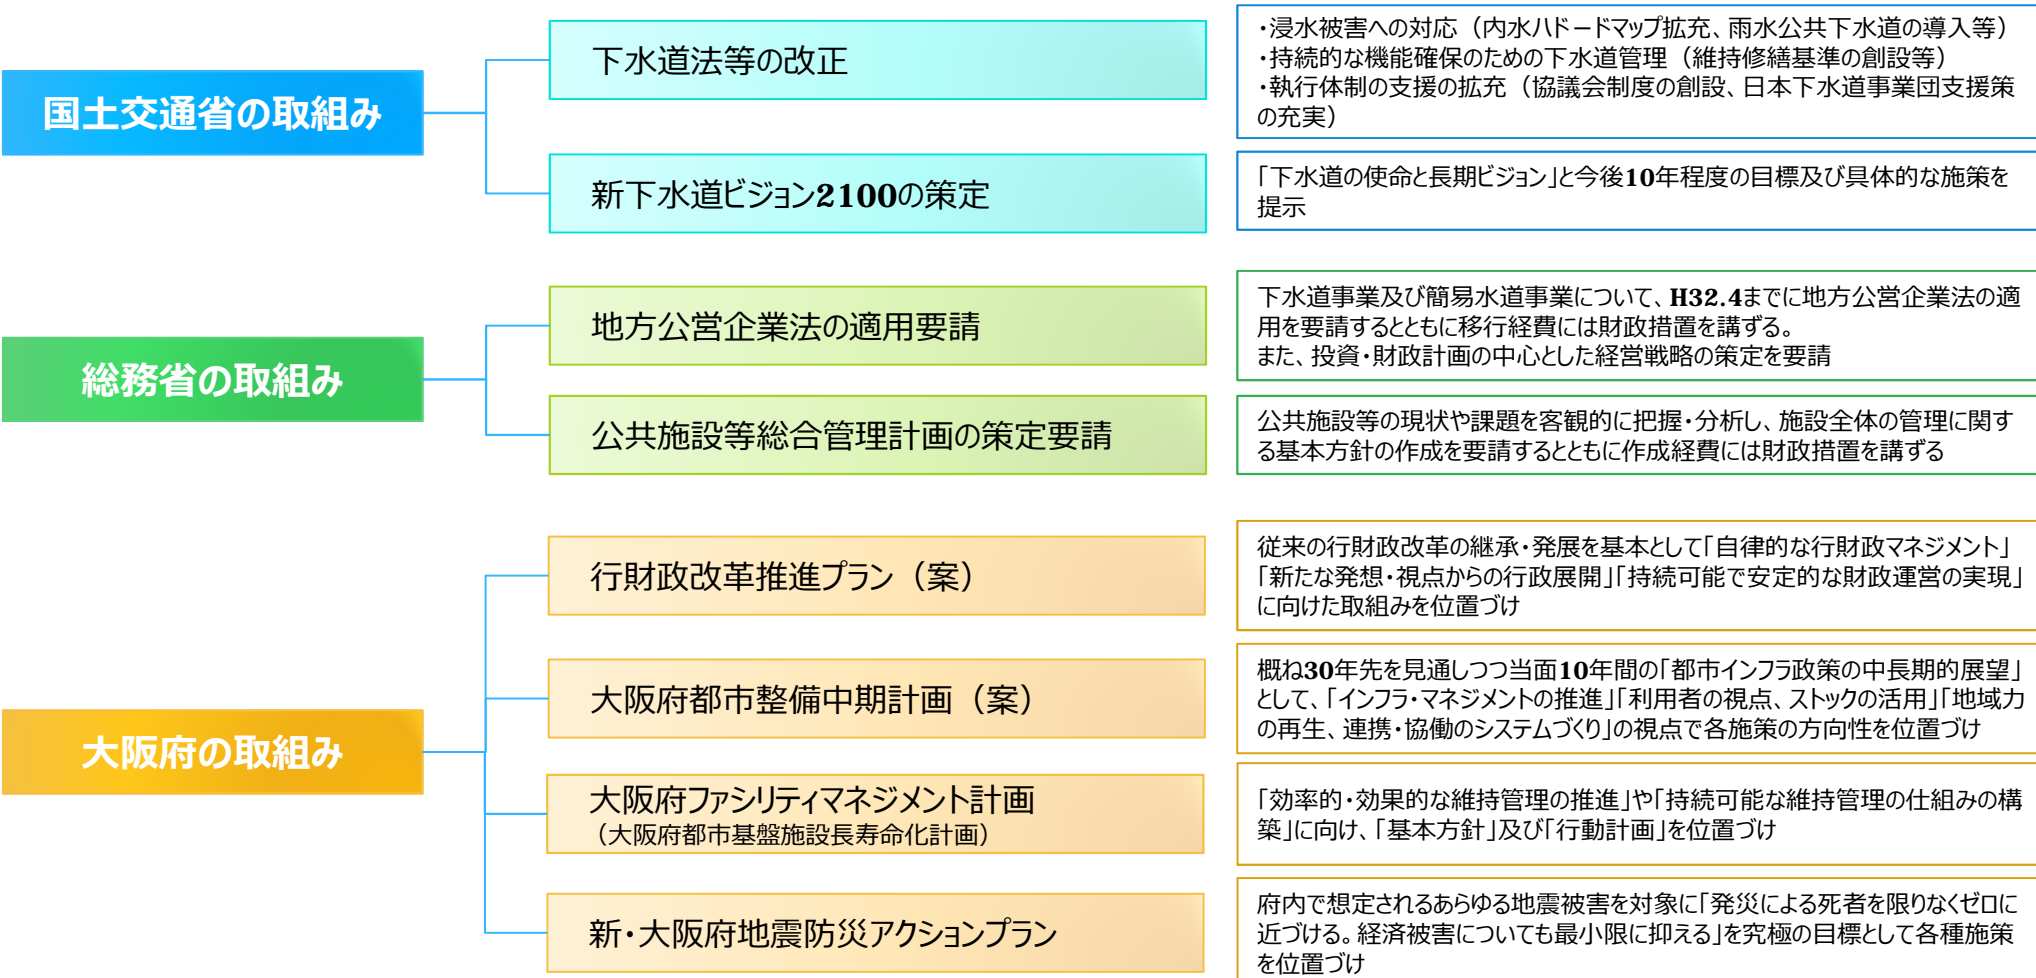 国土交通省の取組み
下水道法等の改正
・浸水被害への対応（内水ハドードマップ拡充、雨水公共下水道の導入等）
・持続的な機能確保のための下水道管理（維持修繕基準の創設等）
・執行体制の支援の拡充（協議会制度の創設、日本下水道事業団支援策
の充実）
新下水道ビジョン2100の策定
「下水道の使命と長期ビジョン」と今後10年程度の目標及び具体的な施策を
提示
総務省の取組み
地方公営企業法の適用要請
下水道事業及び簡易水道事業について、H32.4までに地方公営企業法の適
用を要請するとともに移行経費には財政措置を講ずる。
また、投資・財政計画の中心とした経営戦略の策定を要請
公共施設等総合管理計画の策定要請
公共施設等の現状や課題を客観的に把握・分析し、施設全体の管理に関す
る基本方針の作成を要請するとともに作成経費には財政措置を講ずる
大阪府の取組み
行財政改革推進プラン（案）
従来の行財政改革の継承・発展を基本として「自律的な行財政マネジメント」
「新たな発想・視点からの行政展開」「持続可能で安定的な財政運営の実現」
に向けた取組みを位置づけ
大阪府都市整備中期計画（案）
概ね30年先を見通しつつ当面10年間の「都市インフラ政策の中長期的展望」
として、「インフラ・マネジメントの推進」「利用者の視点、ストックの活用」「地域力
の再生、連携・協働のシステムづくり」の視点で各施策の方向性を位置づけ
大阪府ファシリティマネジメント計画
（大阪府都市基盤施設長寿命化計画）
「効率的・効果的な維持管理の推進」や「持続可能な維持管理の仕組みの構
築」に向け、「基本方針」及び「行動計画」を位置づけ
新・大阪府地震防災アクションプラン
府内で想定されるあらゆる地震被害を対象に「発災による死者を限りなくゼロに
近づける。経済被害についても最小限に抑える」を究極の目標として各種施策
を位置づけ